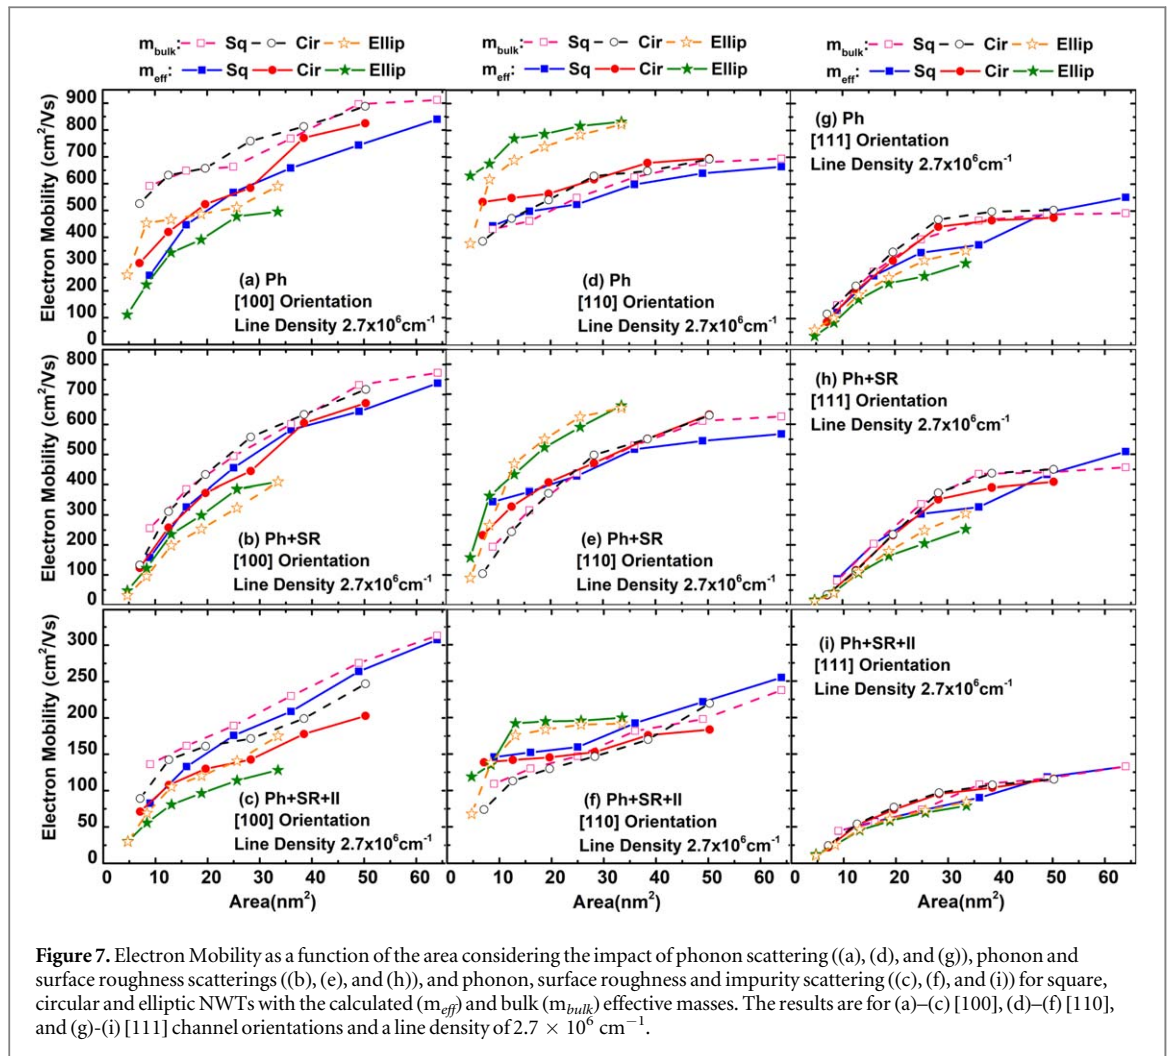 m_bulk: Sq Cir Ellip
m_eff: Sq Cir Ellip
m_bulk: Sq Cir Ellip
m_eff: Sq Cir Ellip
m_bulk: Sq Cir Ellip
m_eff: Sq Cir Ellip
Electron Mobility (cm²/Vs)
900
800
700
600
500
400
300
200
100
0
(a) Ph
[100] Orientation
Line Density 2.7x10⁶cm⁻¹
(d) Ph
[110] Orientation
Line Density 2.7x10⁶cm⁻¹
(g) Ph
[111] Orientation
Line Density 2.7x10⁶cm⁻¹
Electron Mobility (cm²/Vs)
700
600
500
400
300
200
100
0
(b) Ph+SR
[100] Orientation
Line Density 2.7x10⁶cm⁻¹
(e) Ph+SR
[110] Orientation
Line Density 2.7x10⁶cm⁻¹
(h) Ph+SR
[111] Orientation
Line Density 2.7x10⁶cm⁻¹
Electron Mobility (cm²/Vs)
300
250
200
150
100
50
0
(c) Ph+SR+II
[100] Orientation
Line Density 2.7x10⁶cm⁻¹
(f) Ph+SR+II
[110] Orientation
Line Density 2.7x10⁶cm⁻¹
(i) Ph+SR+II
[111] Orientation
Line Density 2.7x10⁶cm⁻¹
0 10 20 30 40 50 60
0 10 20 30 40 50 60
0 10 20 30 40 50 60
Area(nm²)
Area(nm²)
Area(nm²)
Figure 7. Electron Mobility as a function of the area considering the impact of phonon scattering ((a), (d), and (g)), phonon and
surface roughness scatterings ((b), (e), and (h)), and phonon, surface roughness and impurity scattering ((c), (f), and (i)) for square,
circular and elliptic NWTs with the calculated (m_eff) and bulk (m_bulk) effective masses. The results are for (a)–(c) [100], (d)–(f) [110],
and (g)-(i) [111] channel orientations and a line density of 2.7 × 10⁶ cm⁻¹.